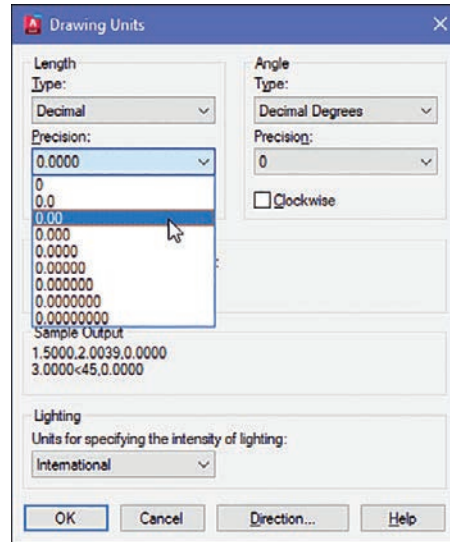 Drawing Units
Length
Type:
Decimal
Precision:
0.0000
0
0.0
0.00
0.000
0.0000
0.00000
0.000000
0.0000000
0.00000000
Angle
Type:
Decimal Degrees
Precision:
0
Clockwise
:
Sample Output
1.5000,2.0039,0.0000
3.0000<45,0.0000
Lighting
Units for specifying the intensity of lighting:
International
OK Cancel Direction... Help